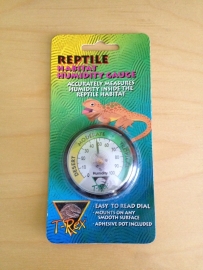 REPTILE
HABITAT
HUMIDITY GAUGE
ACCURATELY MEASURES
HUMIDITY INSIDE THE
REPTILE HABITAT
DESERT
MODERATE
Humidity
EASY TO READ DIAL
- MOUNTS ON ANY
SMOOTH SURFACE
- ADHESIVE DOT INCLUDED
T-REX